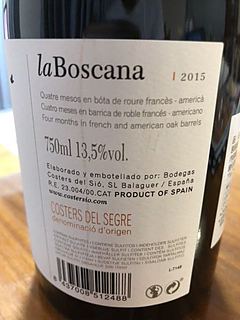 laBoscana | 2015
Quatre mesos en bóta de roure francès - americà
Cuatro meses en barrica de roble francés - americano
Four months in french and american oak barrels
750ml 13,5%vol.
Elaborado y embotellado por: Bodegas
Costers del Sió, SL Balaguer / España
R.E. 23.004/00.CAT PRODUCT OF SPAIN
www.costersio.com
COSTERS DEL SEGRE
denominació d'origen
L-7148
8 437008 512488